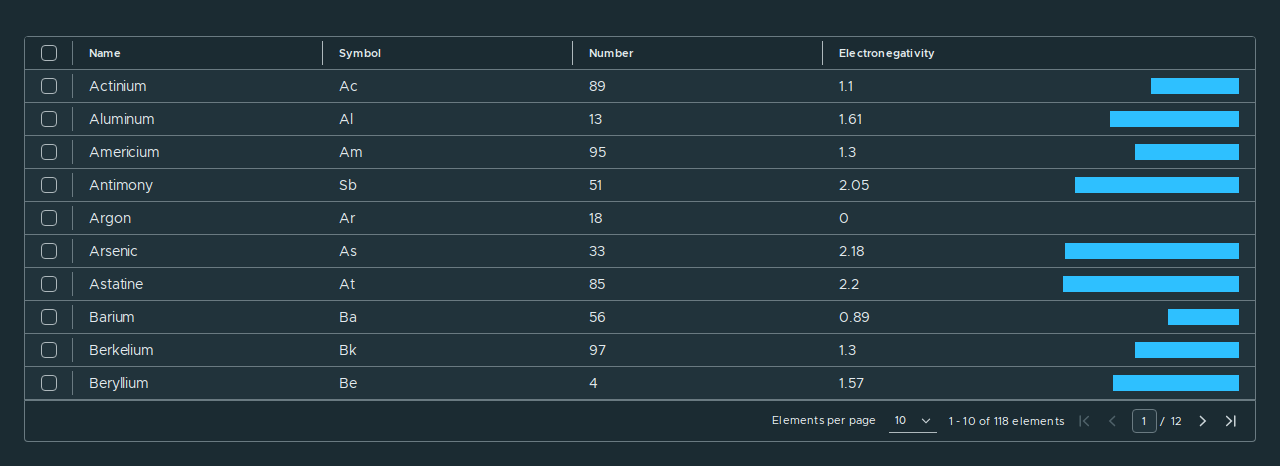 Name Symbol Number Electronegativity
Actinium Ac 89 1.1
Aluminum Al 13 1.61
Americium Am 95 1.3
Antimony Sb 51 2.05
Argon Ar 18 0
Arsenic As 33 2.18
Astatine At 85 2.2
Barium Ba 56 0.89
Berkelium Bk 97 1.3
Beryllium Be 4 1.57
Elements per page 10 1 - 10 of 118 elements 1 / 12